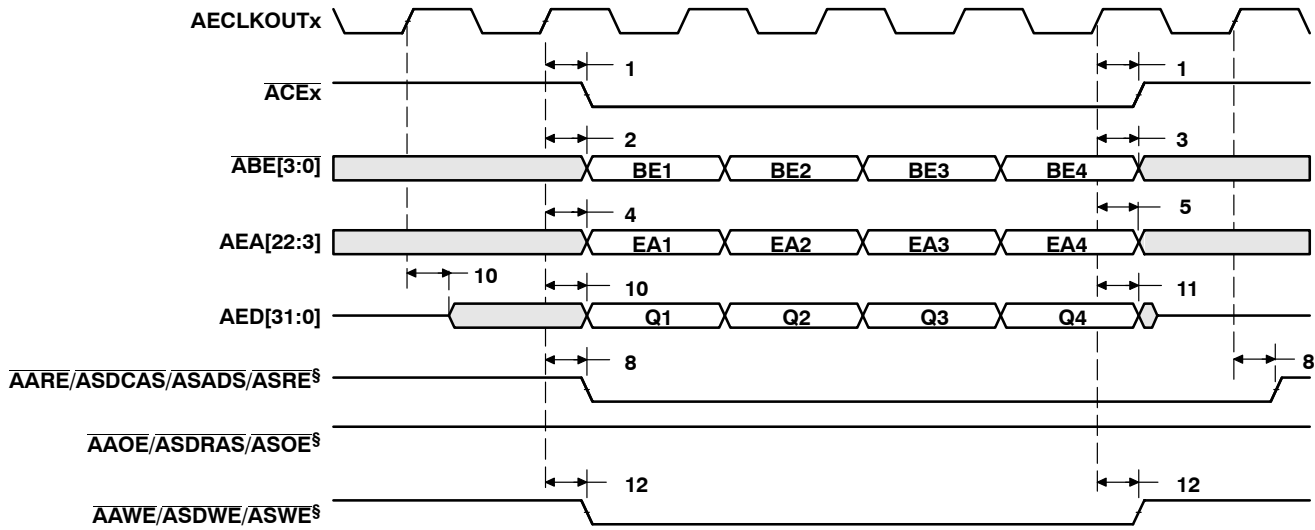 AECLKOUTx
1 1
ACEx
2 3
ABE[3:0] BE1 BE2 BE3 BE4
4 5
AEA[22:3] EA1 EA2 EA3 EA4
10 10 11
AED[31:0] Q1 Q2 Q3 Q4
8 8
AARE/ASDCAS/ASADS/ASRE§
AAOE/ASDRAS/ASOE§
12 12
AAWE/ASDWE/ASWE§